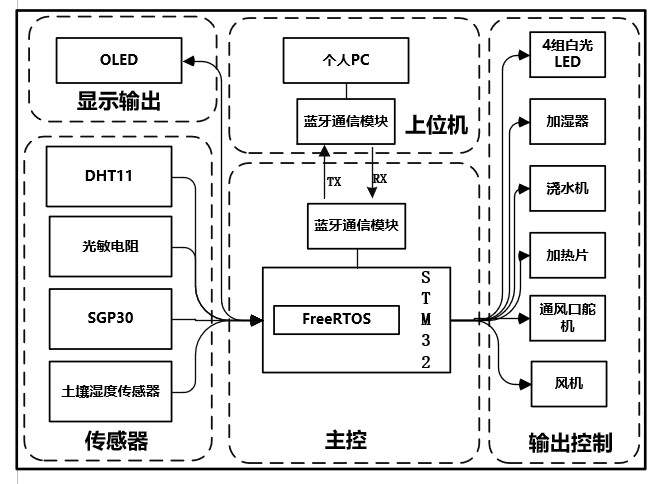 OLED
显示输出
个人PC
蓝牙通信模块
上位机
TX
RX
4组白光
LED
加湿器
浇水机
加热片
通风口舵
机
风机
输出控制
DHT11
光敏电阻
SGP30
土壤湿度传感器
传感器
蓝牙通信模块
FreeRTOS
S
T
M
3
2
主控